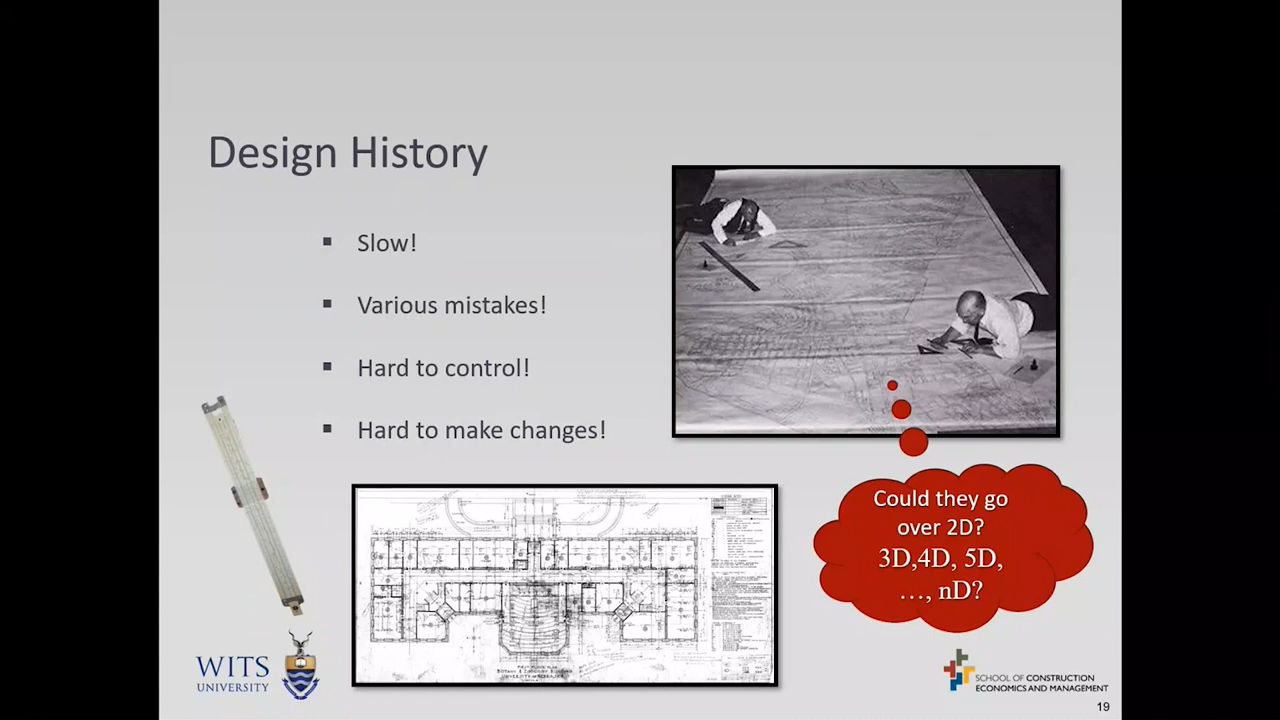 Design History
▪ Slow!
▪ Various mistakes!
▪ Hard to control!
▪ Hard to make changes!
Could they go
over 2D?
3D,4D, 5D,
…, nD?
WITS
UNIVERSITY
SCHOOL OF CONSTRUCTION
ECONOMICS AND MANAGEMENT
19